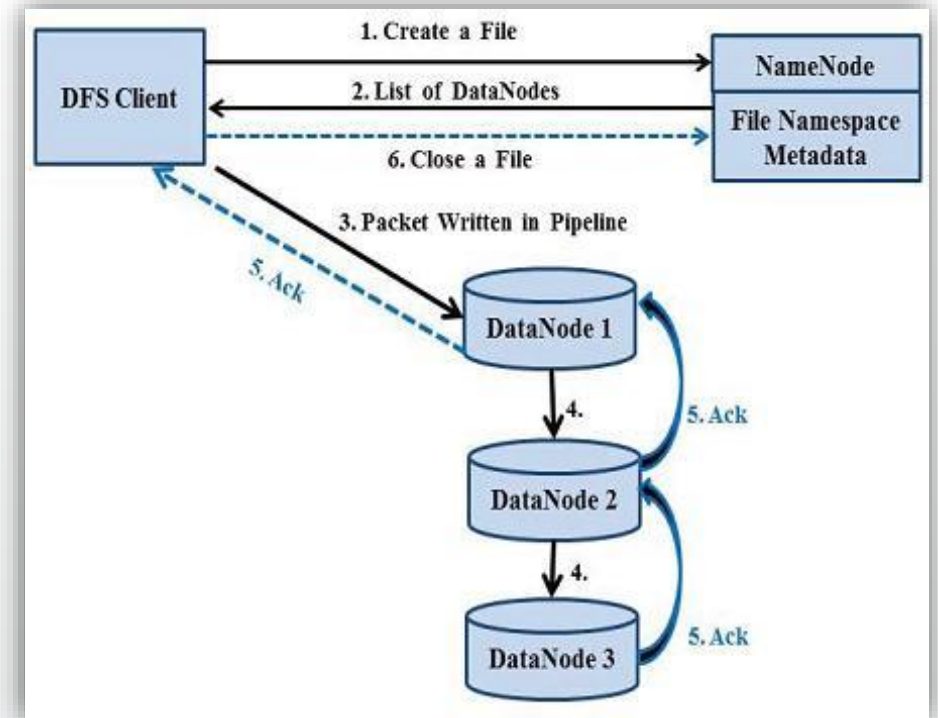 1. Create a File
DFS Client
NameNode
2. List of DataNodes
File Namespace
Metadata
6. Close a File
3. Packet Written in Pipeline
5. Ack
DataNode 1
4.
5. Ack
DataNode 2
4.
5. Ack
DataNode 3